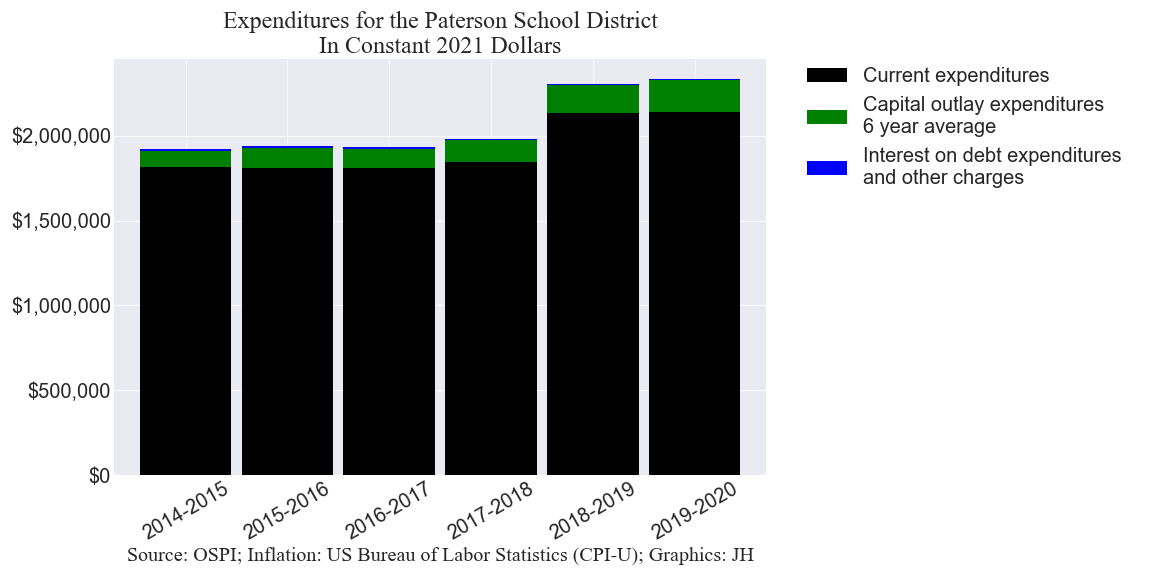 Expenditures for the Paterson School District
In Constant 2021 Dollars
Current expenditures
Capital outlay expenditures
6 year average
Interest on debt expenditures
and other charges
$2,000,000
$1,500,000
$1,000,000
$500,000
$0
2014-2015
2015-2016
2016-2017
2017-2018
2018-2019
2019-2020
Source: OSPI; Inflation: US Bureau of Labor Statistics (CPI-U); Graphics: JH